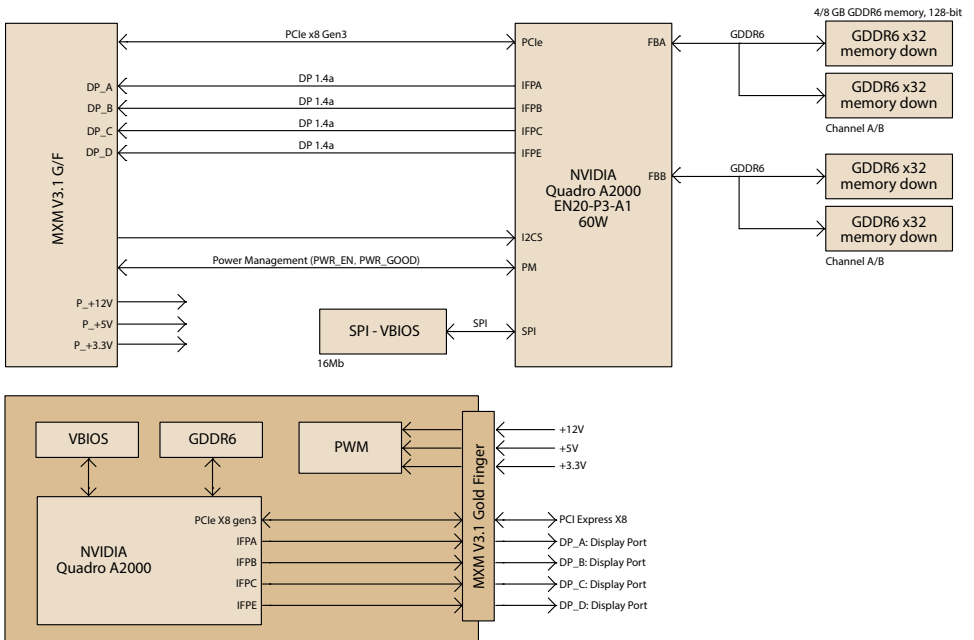 4/8 GB GDDR6 memory, 128-bit
PCIe x8 Gen3
PCIe
FBA
GDDR6
GDDR6 x32
memory down
DP_A
DP 1.4a
IFPA
DP_B
DP 1.4a
IFPB
GDDR6 x32
memory down
DP_C
DP 1.4a
IFPC
Channel A/B
DP_D
DP 1.4a
IFPE
MXM V3.1 G/F
NVIDIA
Quadro A2000
EN20-P3-A1
60W
FBB
GDDR6
GDDR6 x32
memory down
GDDR6 x32
memory down
Channel A/B
I2CS
Power Management (PWR_EN, PWR_GOOD)
PM
P_+12V
P_+5V
P_+3.3V
SPI - VBIOS
SPI
SPI
16Mb
VBIOS
GDDR6
PWM
MXM V3.1 Gold Finger
+12V
+5V
+3.3V
NVIDIA
Quadro A2000
PCIe X8 gen3
PCI Express X8
IFPA
DP_A: Display Port
IFPB
DP_B: Display Port
IFPC
DP_C: Display Port
IFPE
DP_D: Display Port